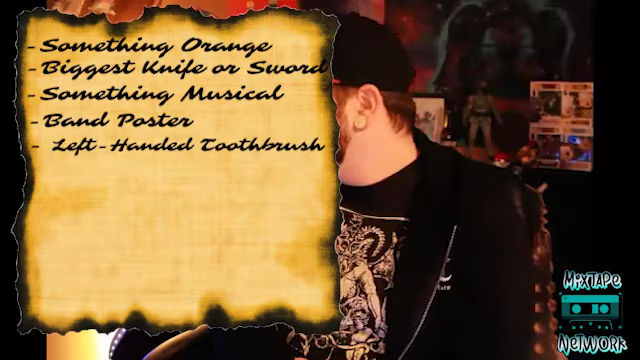 - Something Orange
- Biggest Knife or Sword
- Something Musical
- Band Poster
- Left-Handed Toothbrush
MiXTAPE
NETWORK